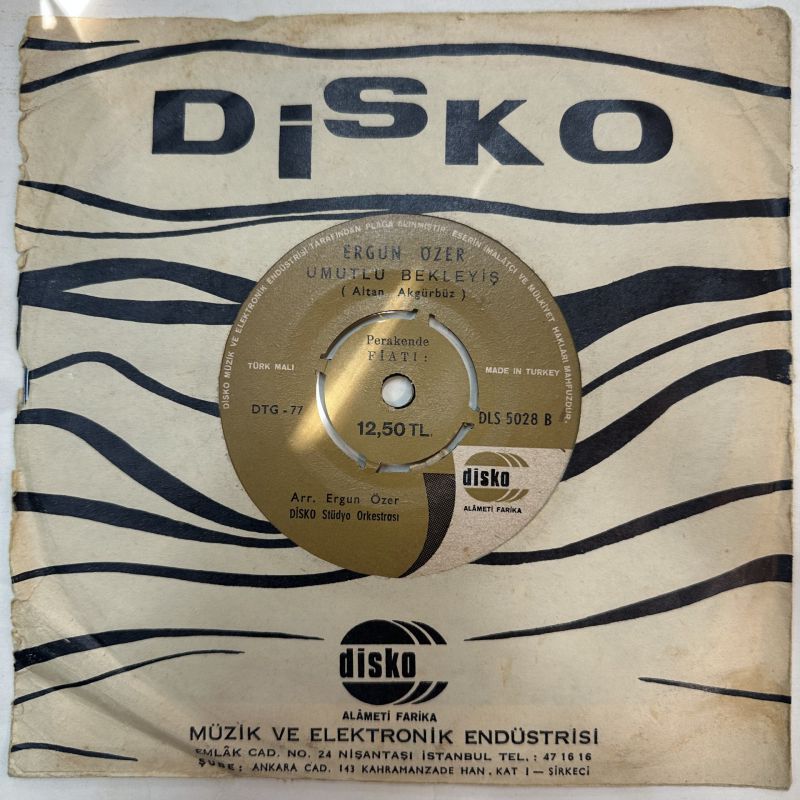 DiSKO
DİSKO MÜZİK VE ELEKTRONİK ENDÜSTRİSİ TARAFINDAN PLAĞA ALINMIŞTIR. ESERİN İMALÂTÇI VE MÜLKİYET HAKLARI MAHFUZDUR.
ERGUN ÖZER
UMUTLU BEKLEYİŞ
( Altan Akgürbüz )
Perakende
FİATI :
TÜRK MALI
MADE IN TURKEY
DTG - 77
12,50 TL.
DLS 5028 B
disko
ALÂMETİ FARİKA
Arr. Ergun Özer
DİSKO Stüdyo Orkestrası
disko
ALÂMETİ FARİKA
MÜZİK VE ELEKTRONİK ENDÜSTRİSİ
EMLÂK CAD. NO. 24 NİŞANTAŞI İSTANBUL TEL. : 47 16 16
ŞUBE : ANKARA CAD. 143 KAHRAMANZADE HAN, KAT 1 — SİRKECİ